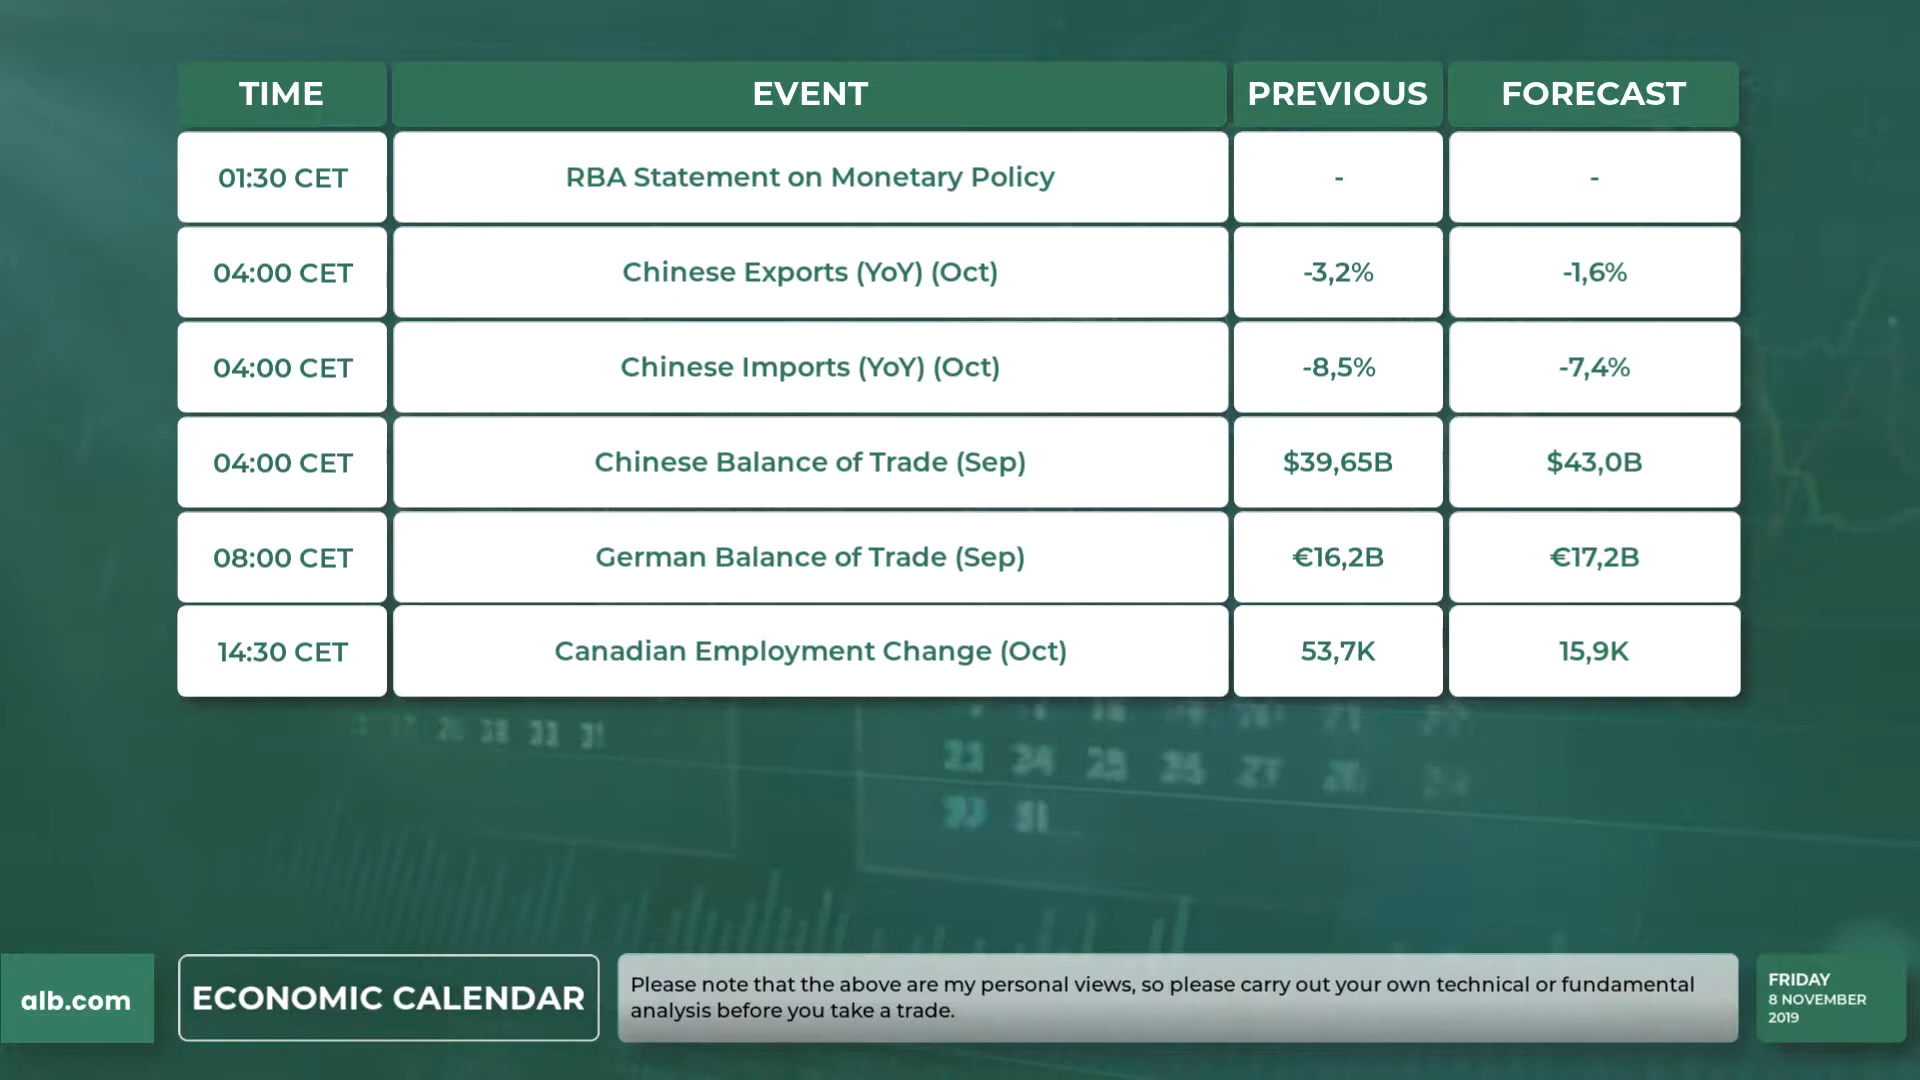 TIME EVENT PREVIOUS FORECAST
01:30 CET RBA Statement on Monetary Policy - -
04:00 CET Chinese Exports (YoY) (Oct) -3,2% -1,6%
04:00 CET Chinese Imports (YoY) (Oct) -8,5% -7,4%
04:00 CET Chinese Balance of Trade (Sep) $39,65B $43,0B
08:00 CET German Balance of Trade (Sep) €16,2B €17,2B
14:30 CET Canadian Employment Change (Oct) 53,7K 15,9K
alb.com
ECONOMIC CALENDAR
Please note that the above are my personal views, so please carry out your own technical or fundamental
analysis before you take a trade.
FRIDAY
8 NOVEMBER
2019